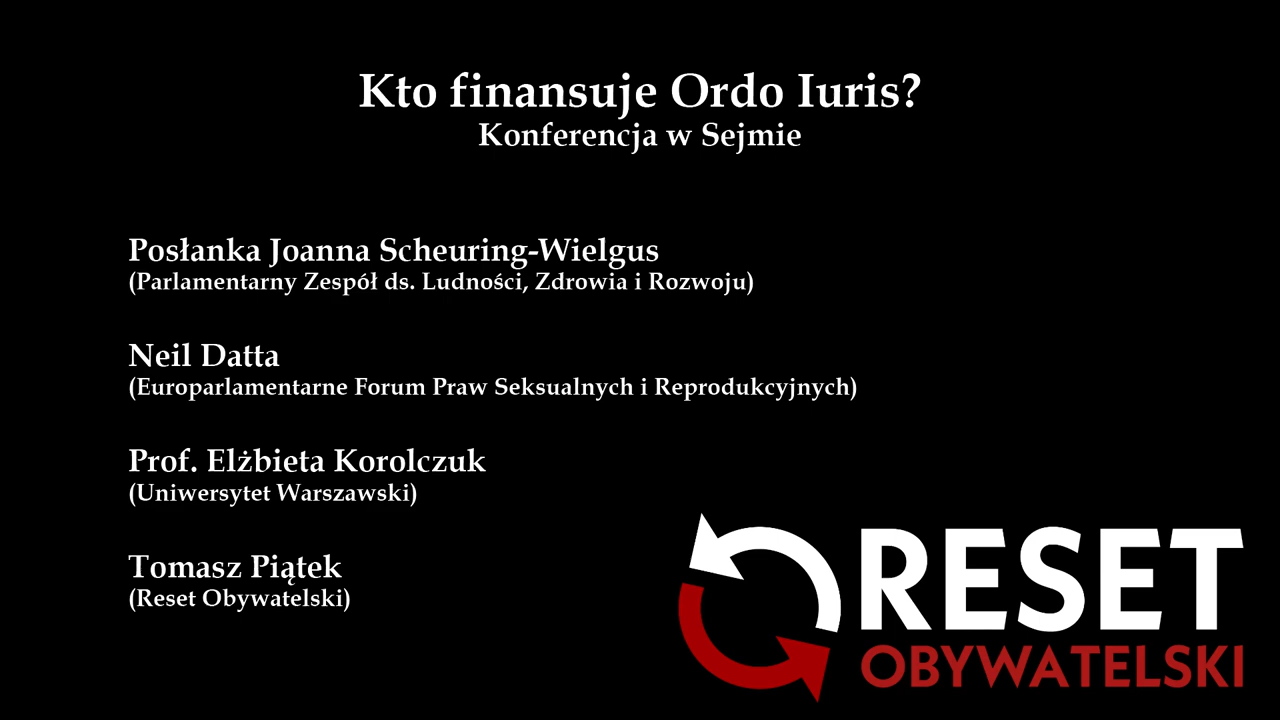 Kto finansuje Ordo Iuris?
Konferencja w Sejmie
Posłanka Joanna Scheuring-Wielgus
(Parlamentarny Zespół ds. Ludności, Zdrowia i Rozwoju)
Neil Datta
(Europarlamentarne Forum Praw Seksualnych i Reprodukcyjnych)
Prof. Elżbieta Korolczuk
(Uniwersytet Warszawski)
Tomasz Piątek
(Reset Obywatelski)
RESET
OBYWATELSKI